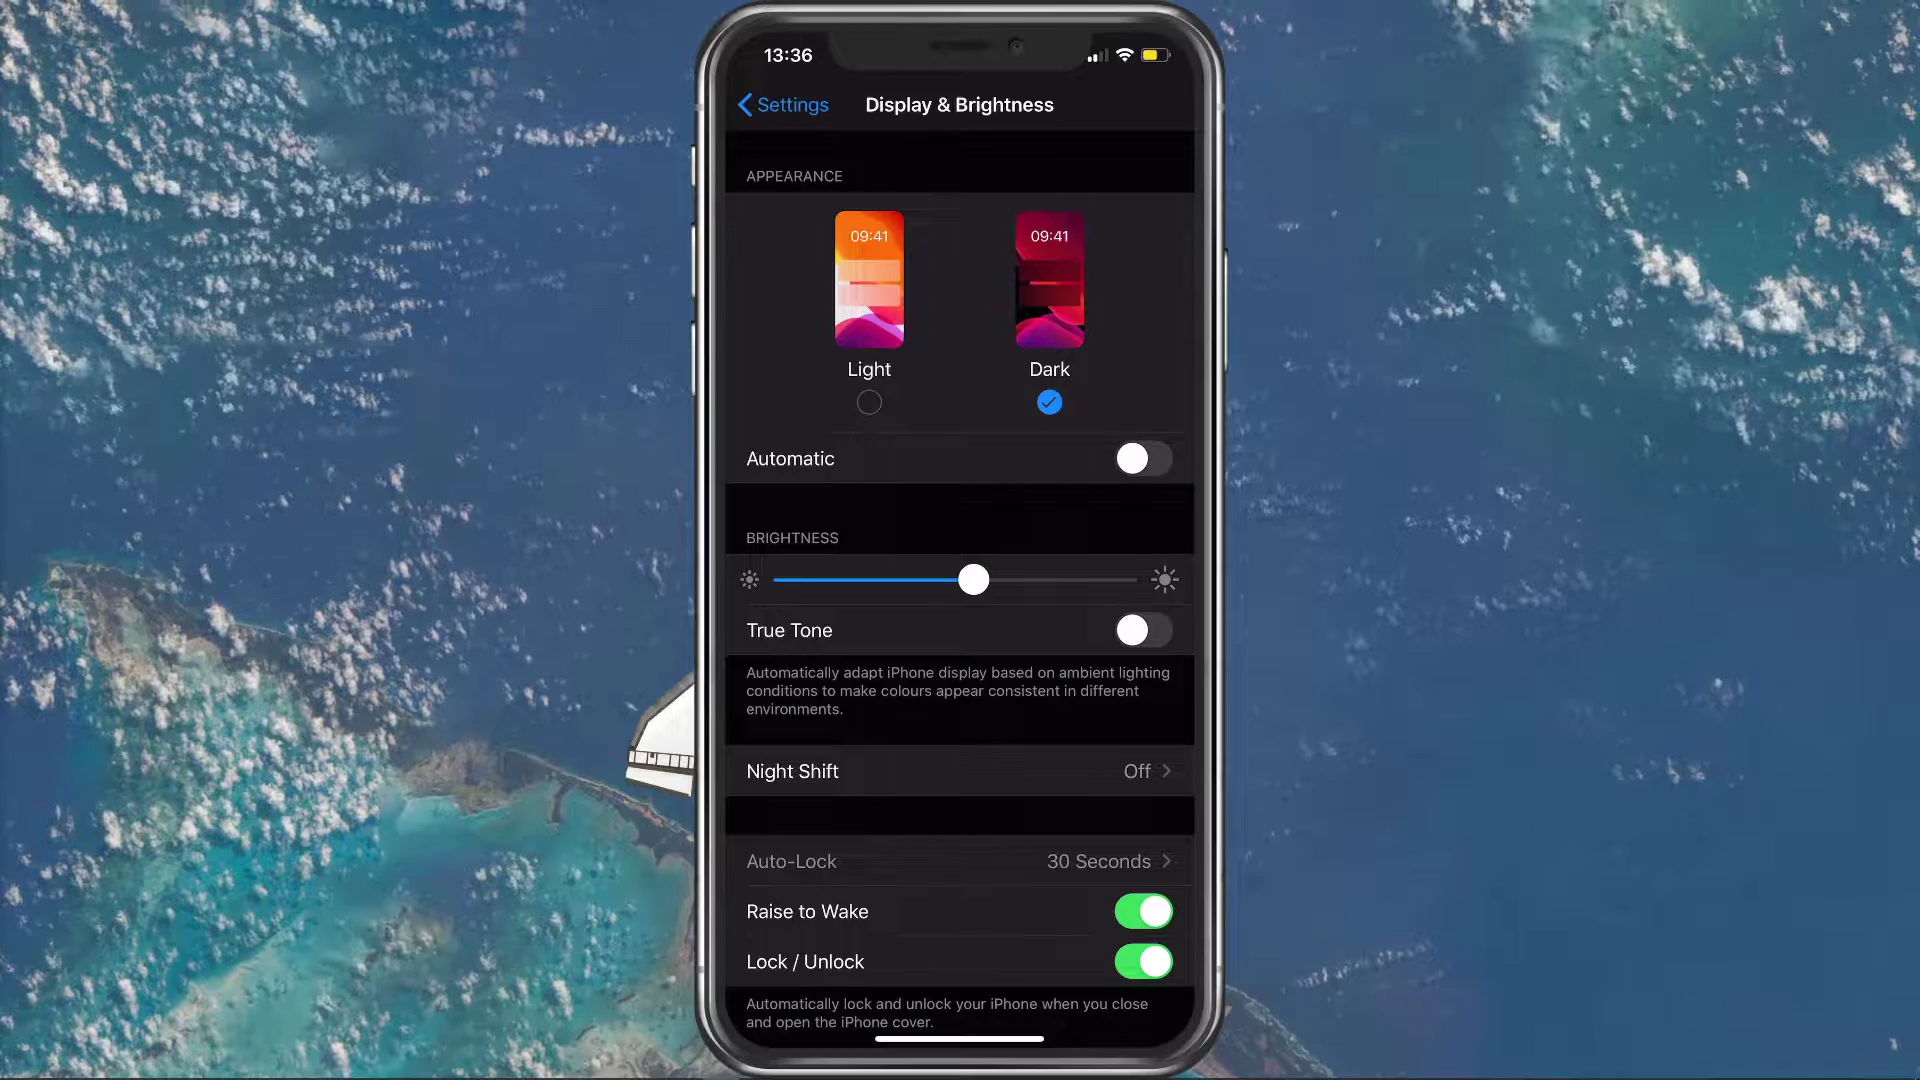 13:36
Settings
Display & Brightness
APPEARANCE
09:41
09:41
Light
Dark
Automatic
BRIGHTNESS
True Tone
Automatically adapt iPhone display based on ambient lighting
conditions to make colours appear consistent in different
environments.
Night Shift
Off
Auto-Lock
30 Seconds
Raise to Wake
Lock / Unlock
Automatically lock and unlock your iPhone when you close
and open the iPhone cover.